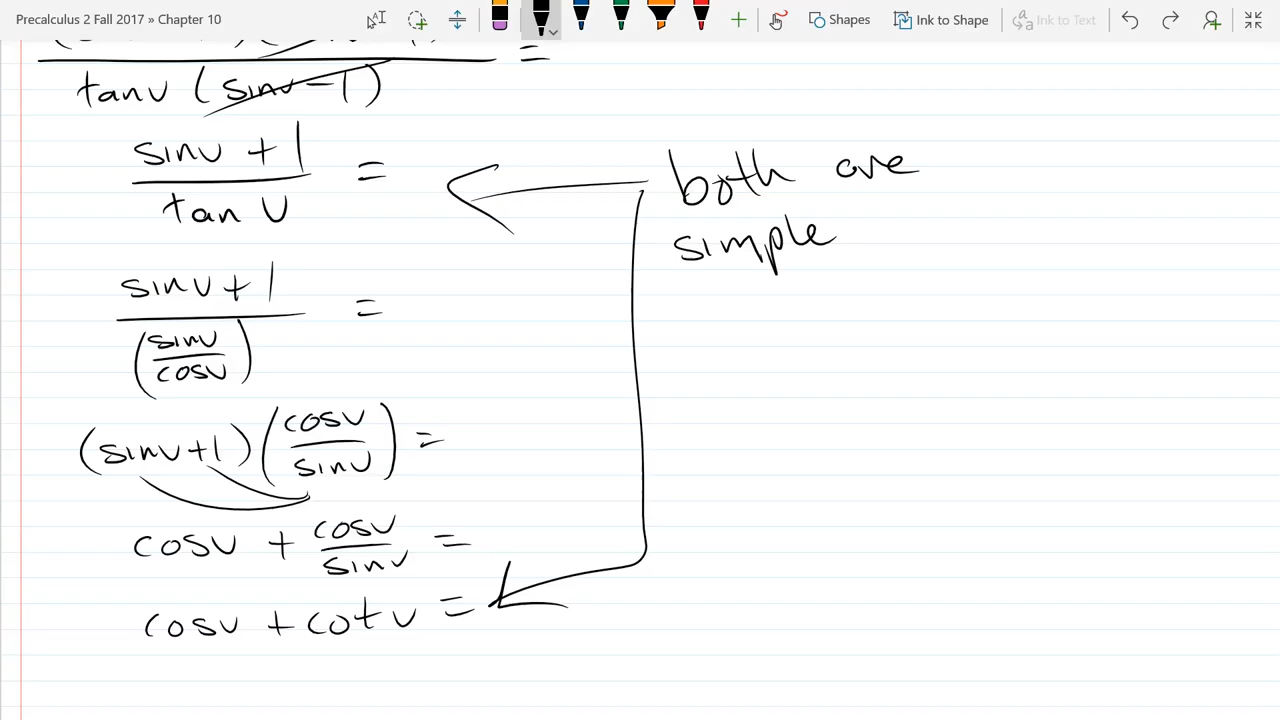 Precalculus 2 Fall 2017 » Chapter 10
Shapes
Ink to Shape
Ink to Text
=
tanv (sinv - 1)
sinv + 1
tan v
=
both are
simple
sinv + 1
(sinv
cosv)
=
(sinv+1) (cosv
sinv) =
cosv + cosv
sinv =
cosv + cotv =